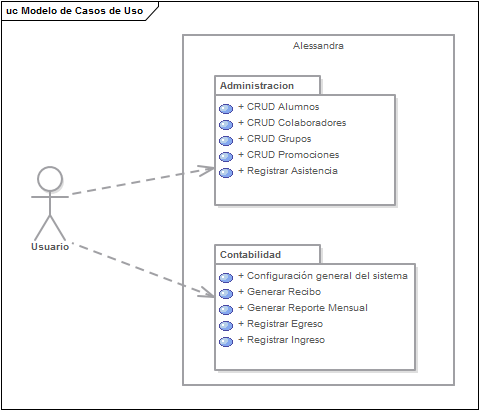 uc Modelo de Casos de Uso
Alessandra
Administracion
+ CRUD Alumnos
+ CRUD Colaboradores
+ CRUD Grupos
+ CRUD Promociones
+ Registrar Asistencia
Usuario
Contabilidad
+ Configuración general del sistema
+ Generar Recibo
+ Generar Reporte Mensual
+ Registrar Egreso
+ Registrar Ingreso